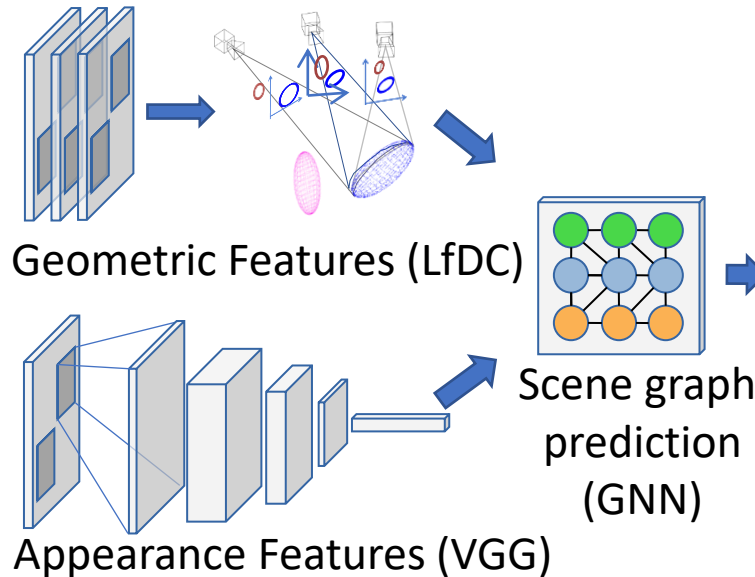 Geometric Features (LfDC)
Scene graph
prediction
(GNN)
Appearance Features (VGG)